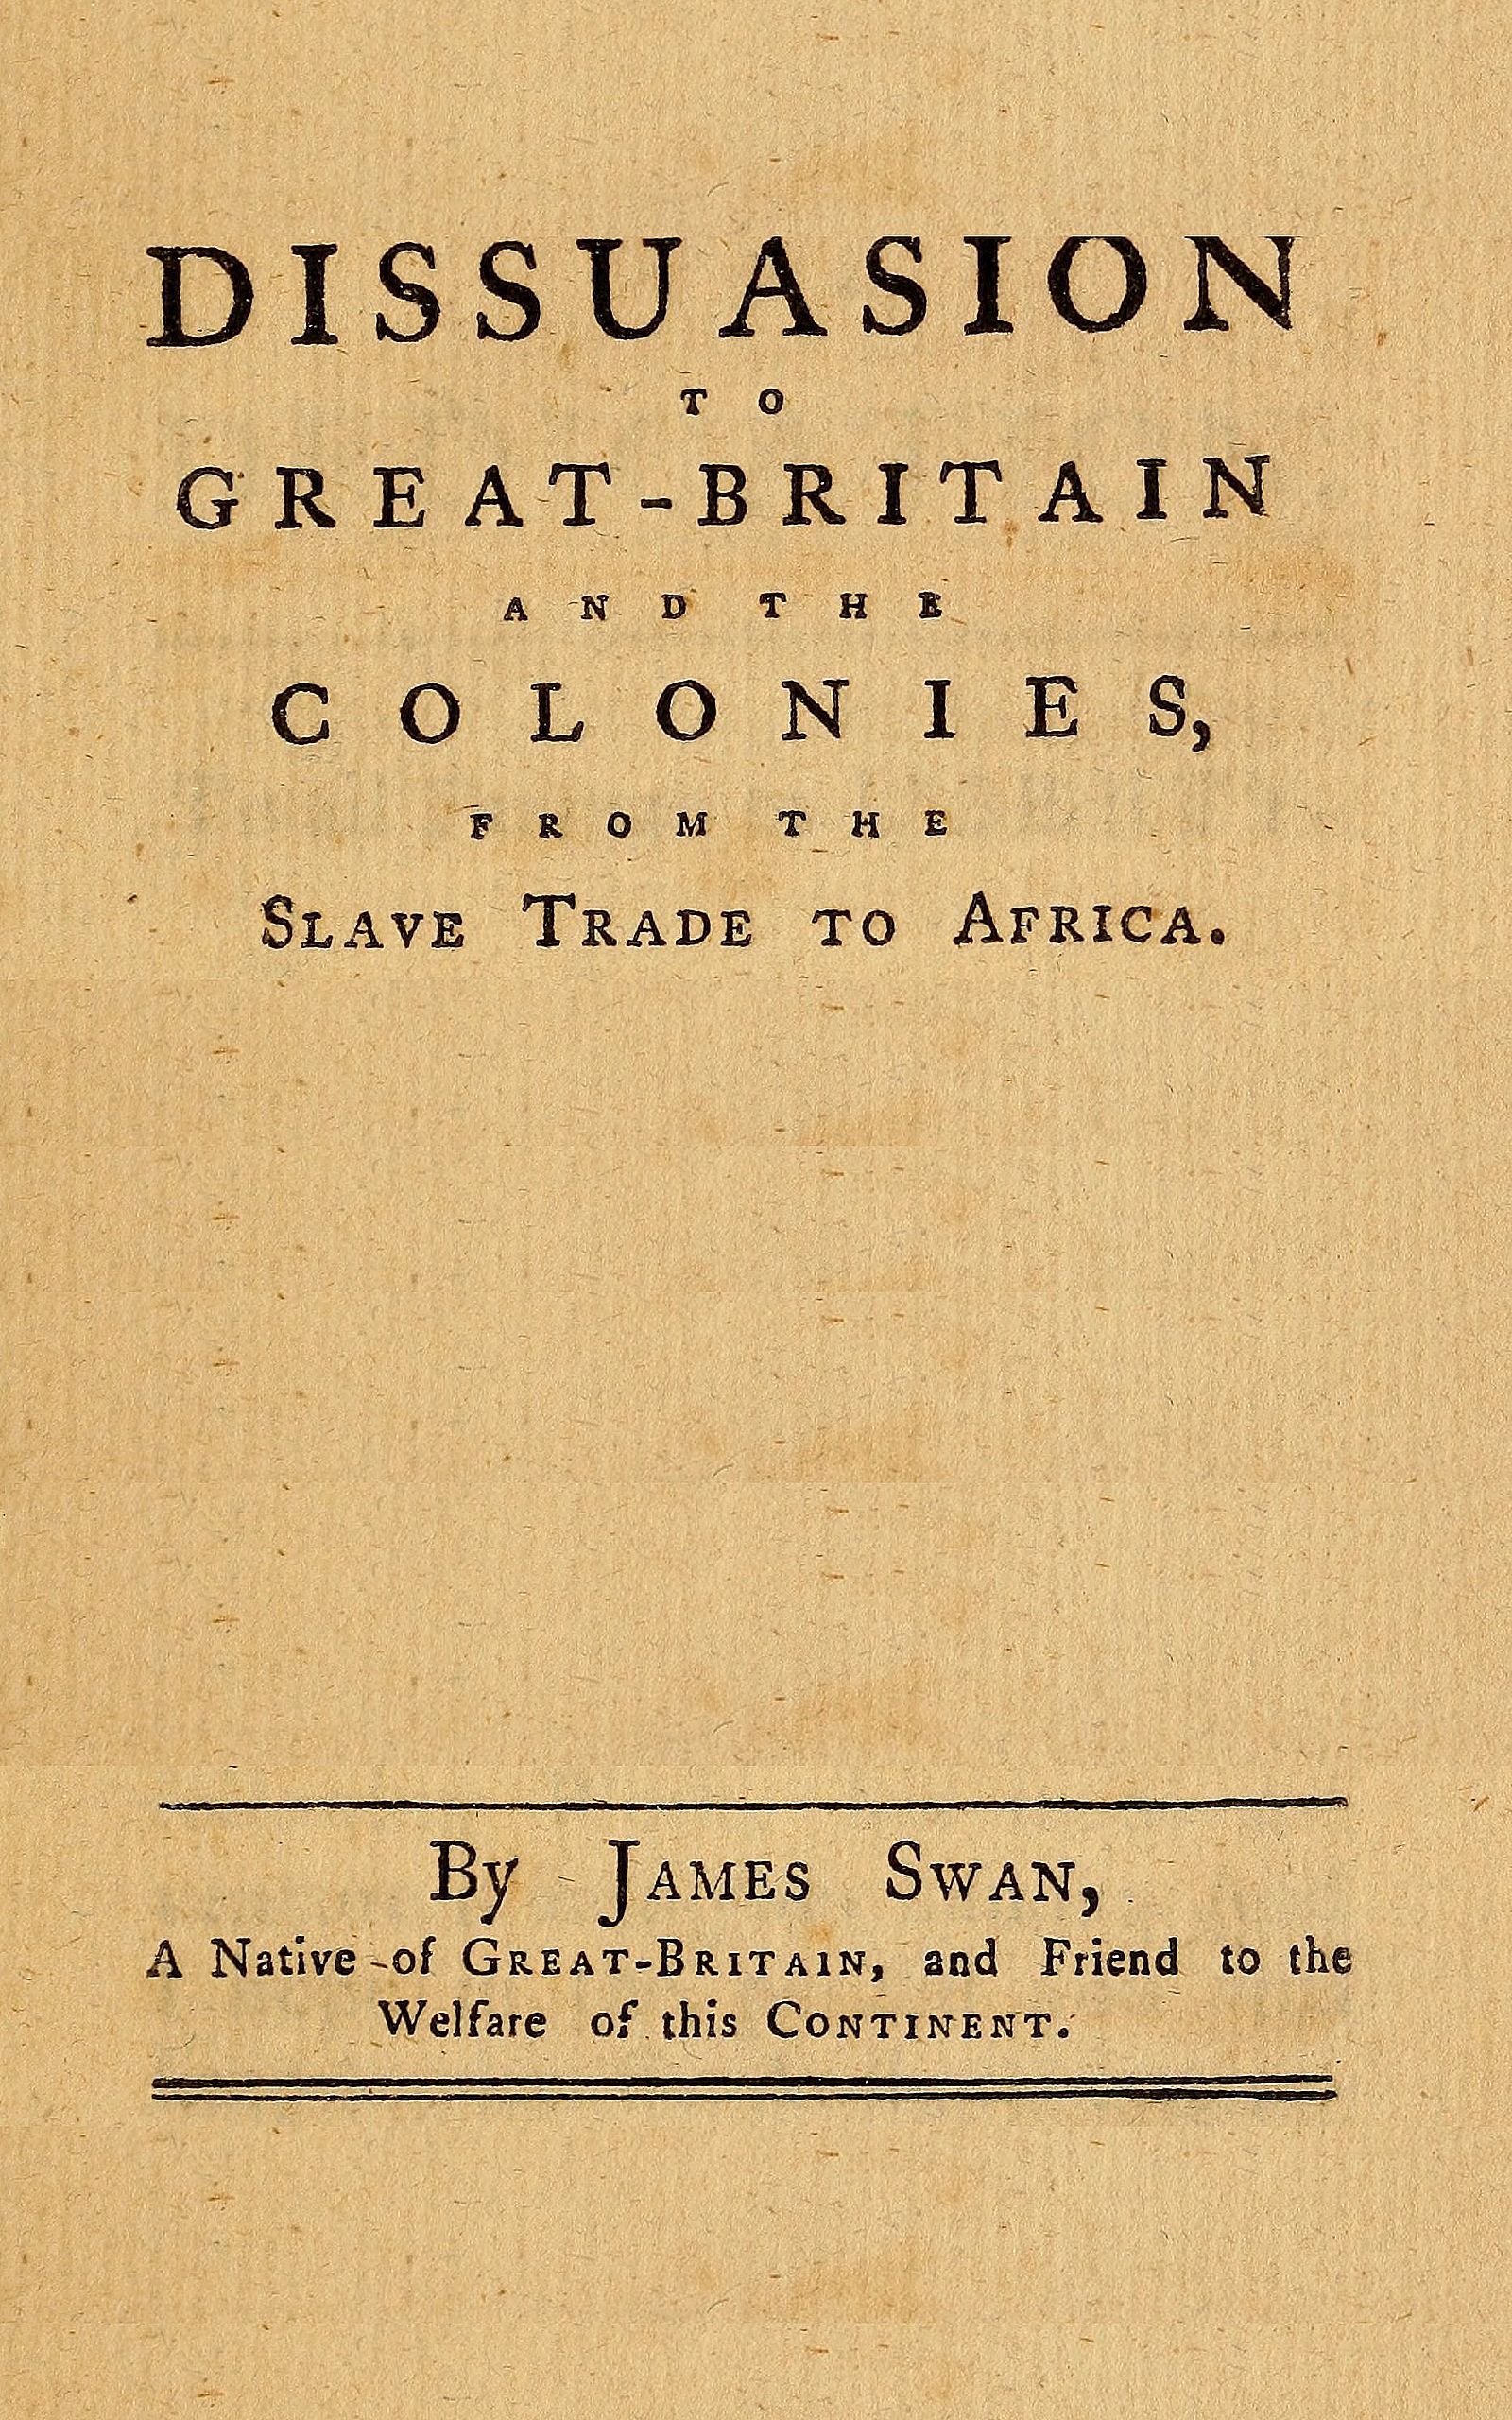 DISSUASION
TO
GREAT-BRITAIN
AND THE
COLONIES,
FROM THE
SLAVE TRADE TO AFRICA.
By JAMES SWAN,
A Native of GREAT-BRITAIN, and Friend to the
Welfare of this CONTINENT.